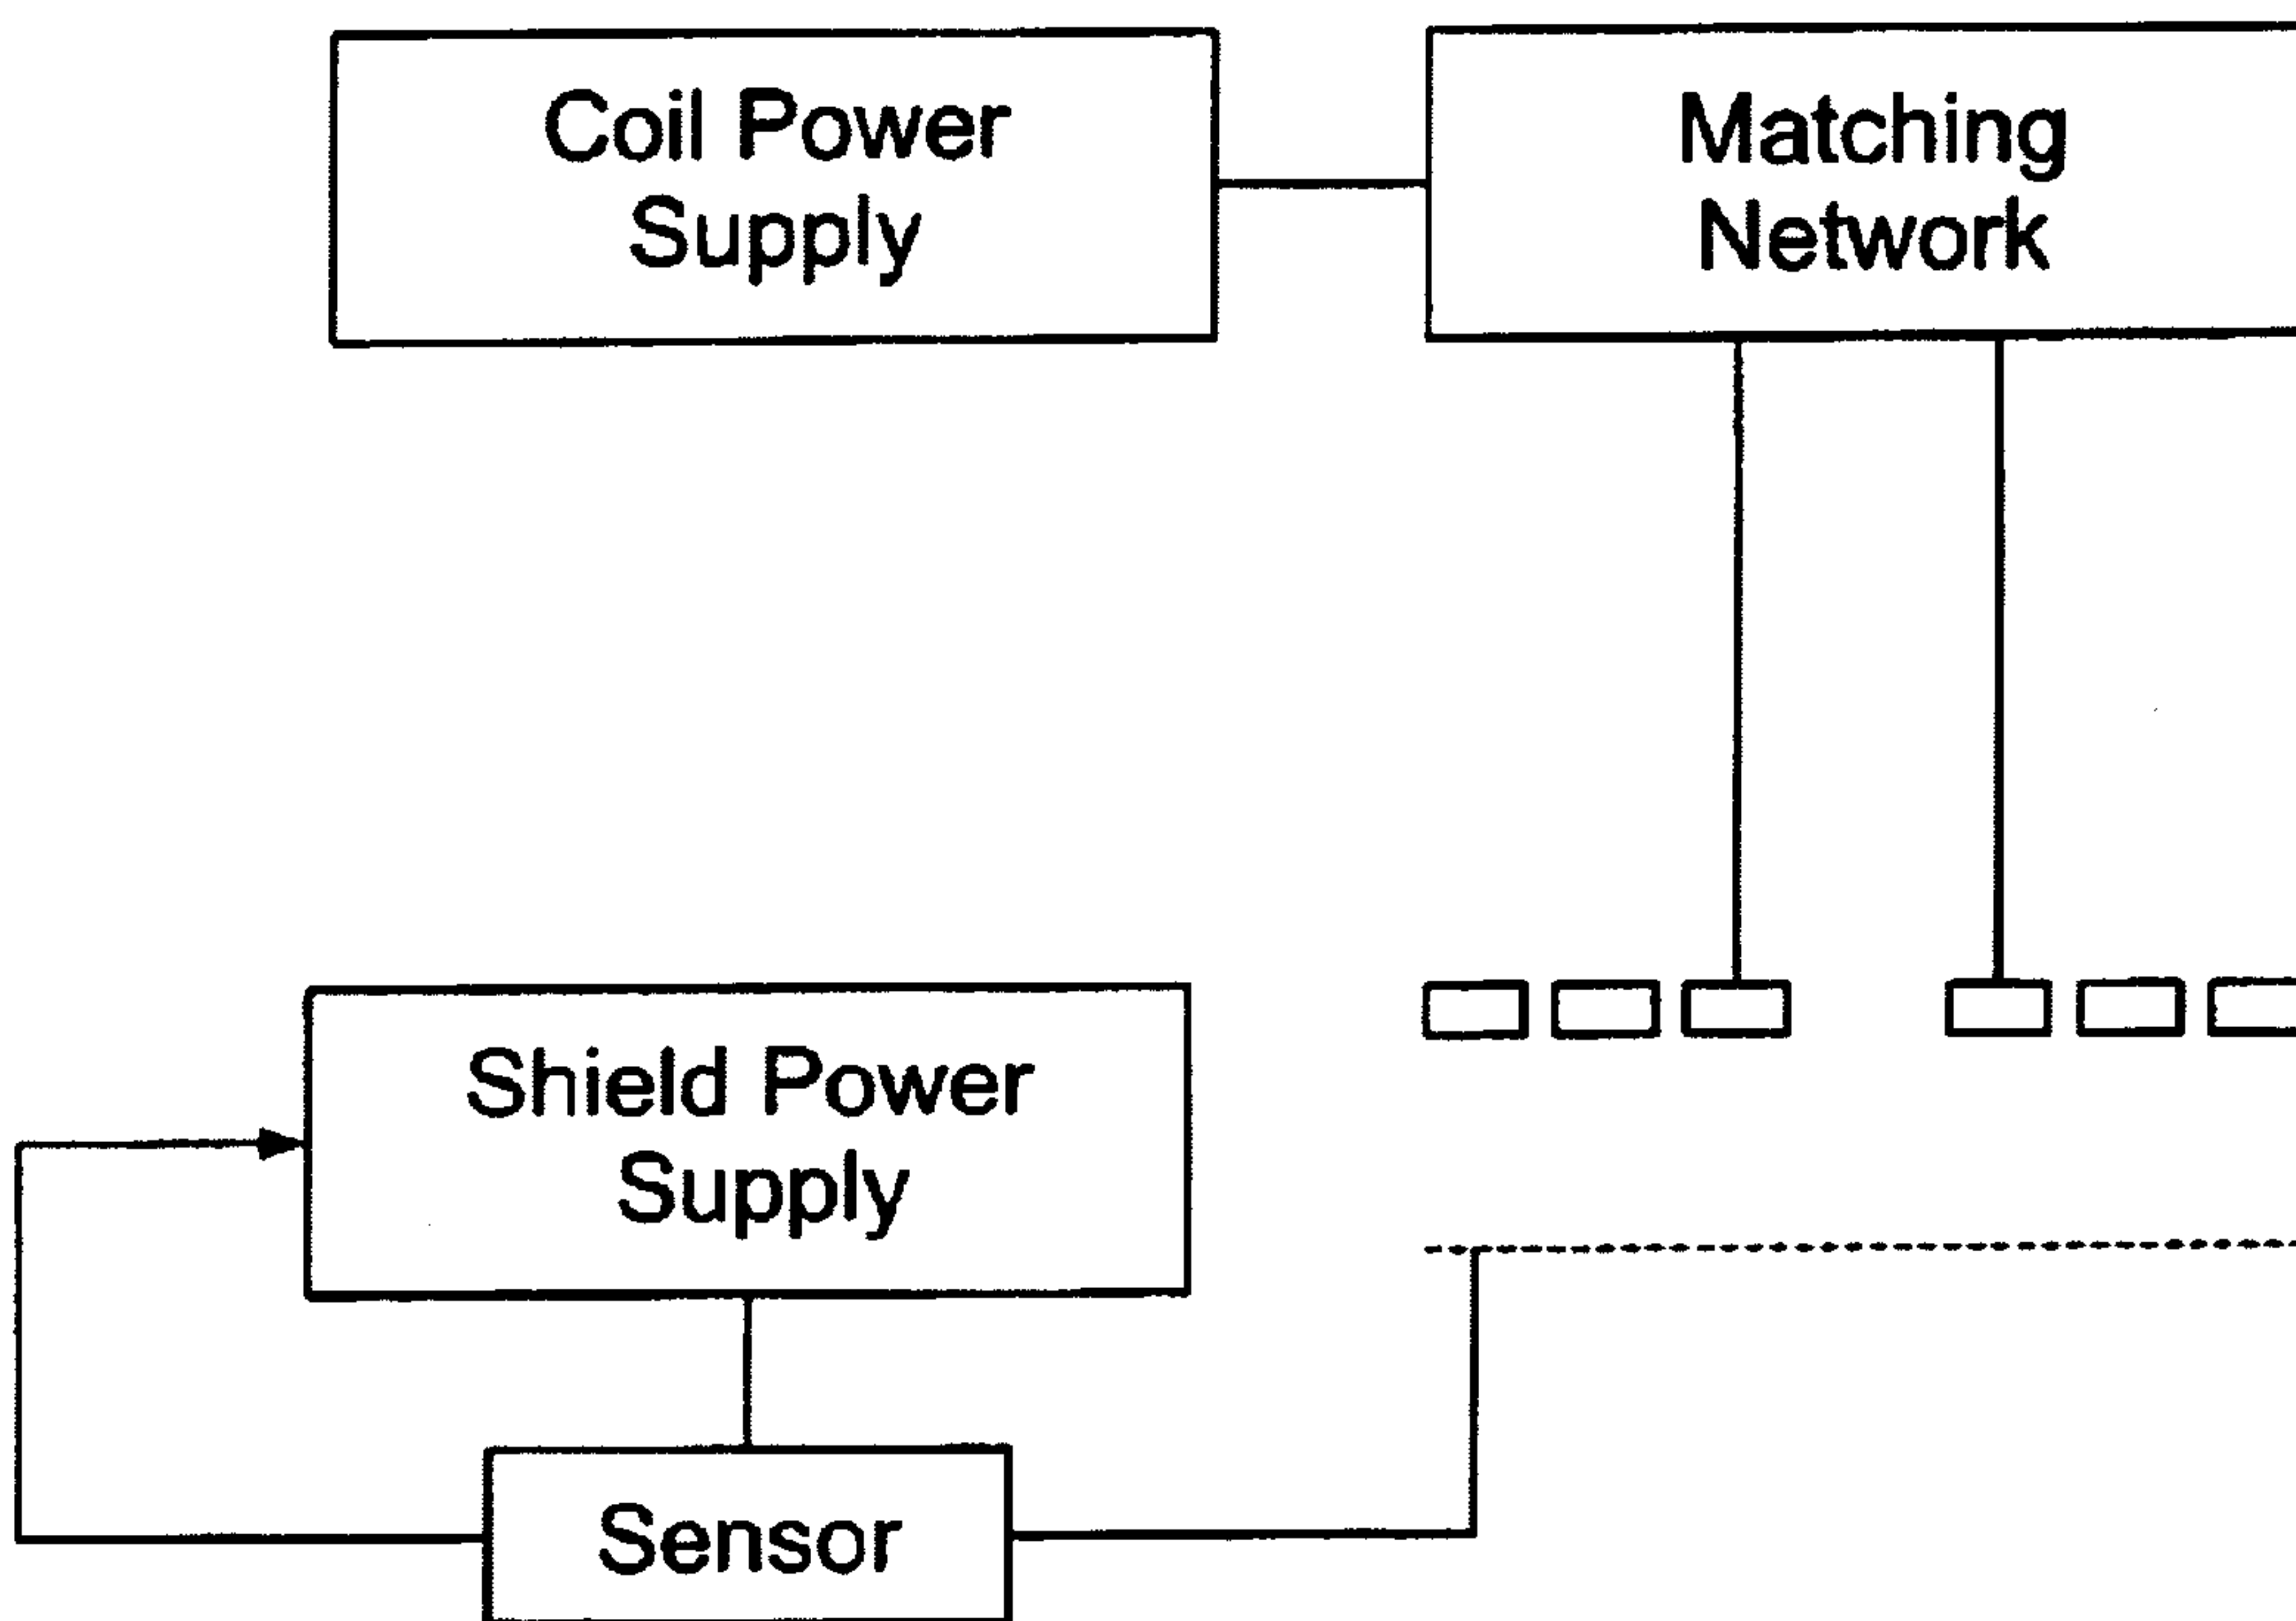 Coil Power
Supply
Matching
Network
Shield Power
Supply
Sensor